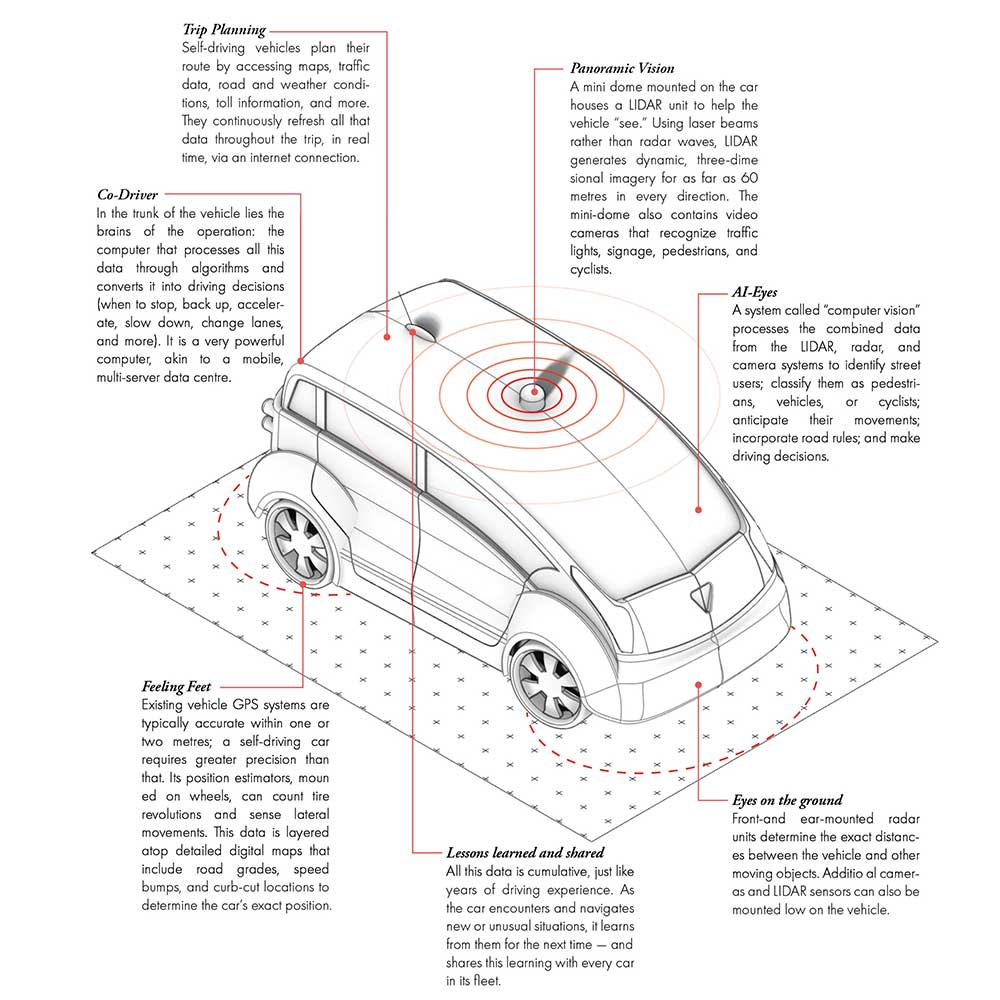 Trip Planning
Self-driving vehicles plan their
route by accessing maps, traffic
data, road and weather condi-
tions, toll information, and more.
They continuously refresh all that
data throughout the trip, in real
time, via an internet connection.
Panoramic Vision
A mini dome mounted on the car
houses a LIDAR unit to help the
vehicle “see.” Using laser beams
rather than radar waves, LIDAR
generates dynamic, three-dime
sional imagery for as far as 60
metres in every direction. The
mini-dome also contains video
cameras that recognize traffic
lights, signage, pedestrians, and
cyclists.
Co-Driver
In the trunk of the vehicle lies the
brains of the operation: the
computer that processes all this
data through algorithms and
converts it into driving decisions
(when to stop, back up, acceler-
ate, slow down, change lanes,
and more). It is a very powerful
computer, akin to a mobile,
multi-server data centre.
AI-Eyes
A system called “computer vision”
processes the combined data
from the LIDAR, radar, and
camera systems to identify street
users; classify them as pedestri-
ans, vehicles, or cyclists;
anticipate their movements;
incorporate road rules; and make
driving decisions.
Feeling Feet
Existing vehicle GPS systems are
typically accurate within one or
two metres; a self-driving car
requires greater precision than
that. Its position estimators, moun
ed on wheels, can count tire
revolutions and sense lateral
movements. This data is layered
atop detailed digital maps that
include road grades, speed
bumps, and curb-cut locations to
determine the car’s exact position.
Lessons learned and shared
All this data is cumulative, just like
years of driving experience. As
the car encounters and navigates
new or unusual situations, it learns
from them for the next time — and
shares this learning with every car
in its fleet.
Eyes on the ground
Front-and ear-mounted radar
units determine the exact distanc-
es between the vehicle and other
moving objects. Additio al camer-
as and LIDAR sensors can also be
mounted low on the vehicle.